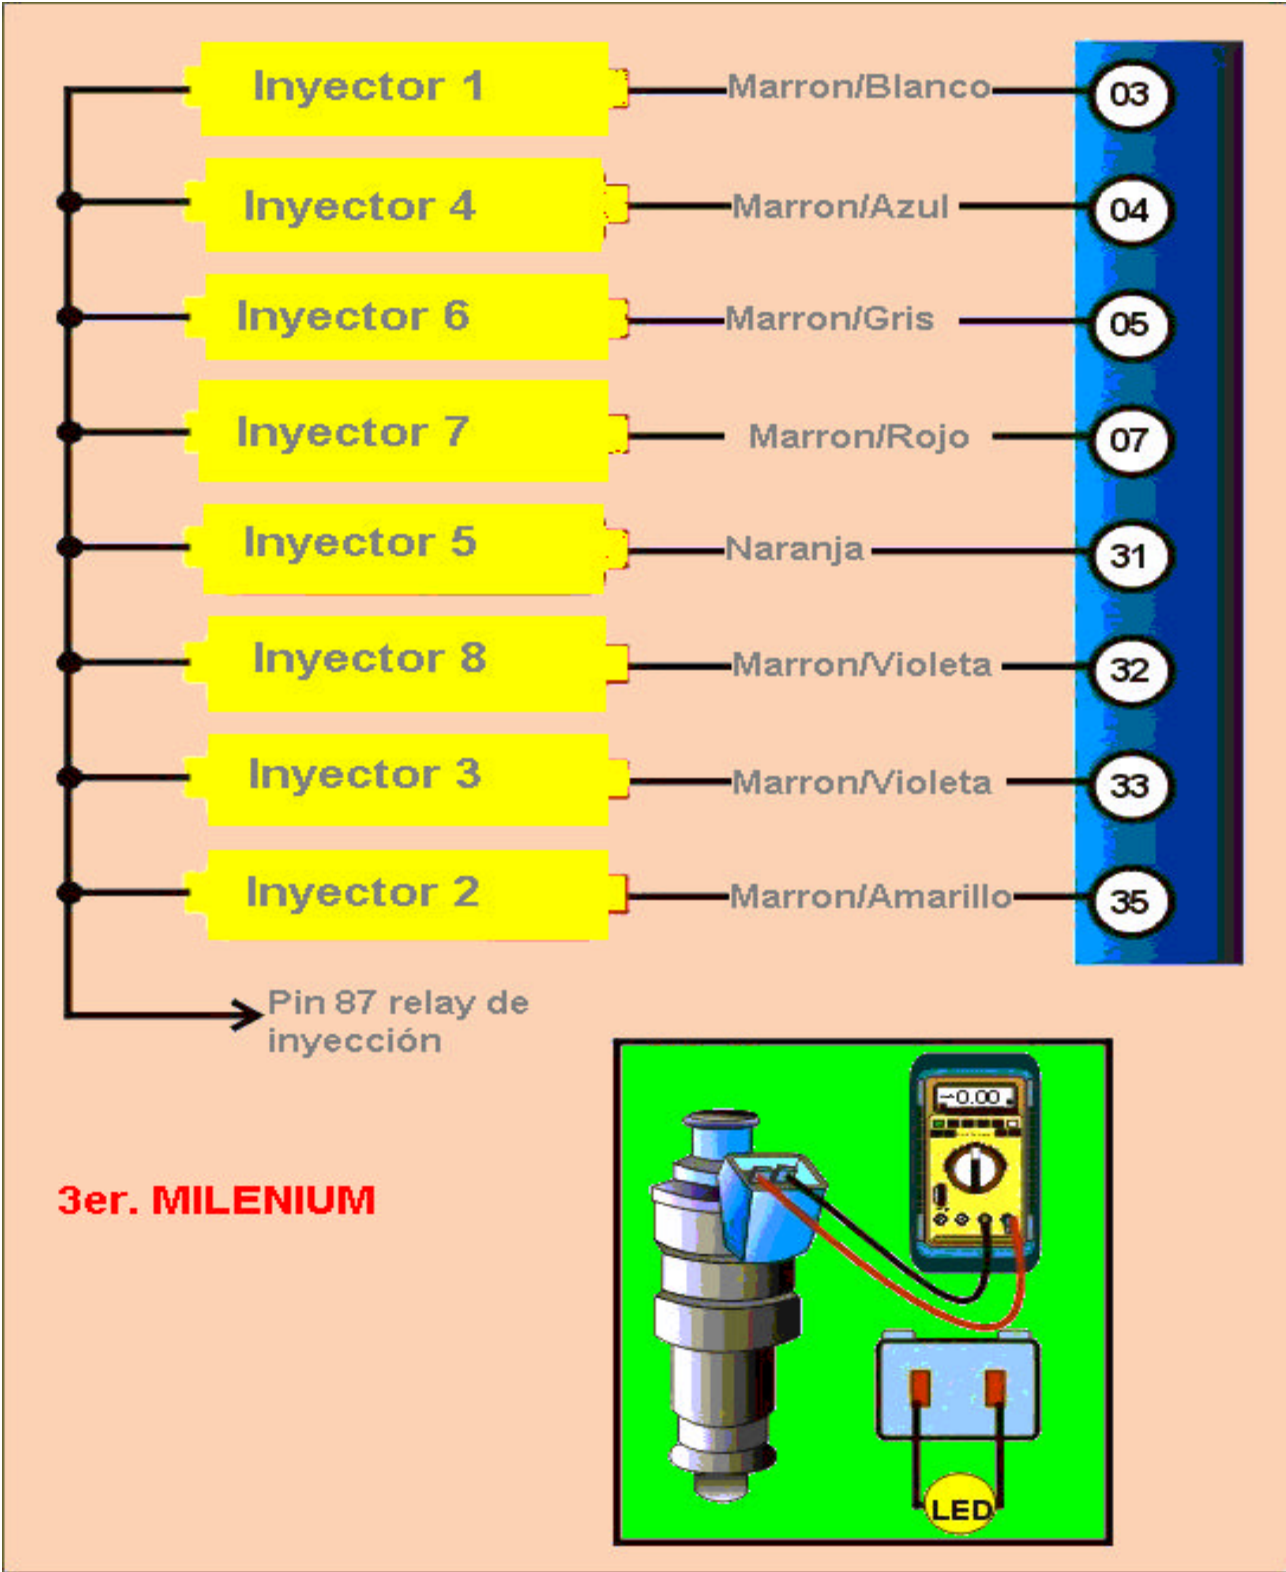 Inyector 1 Marron/Blanco 03
Inyector 4 Marron/Azul 04
Inyector 6 Marron/Gris 05
Inyector 7 Marron/Rojo 07
Inyector 5 Naranja 31
Inyector 8 Marron/Violeta 32
Inyector 3 Marron/Violeta 33
Inyector 2 Marron/Amarillo 35
Pin 87 relay de
inyección
0.00
3er. MILENIUM
LED